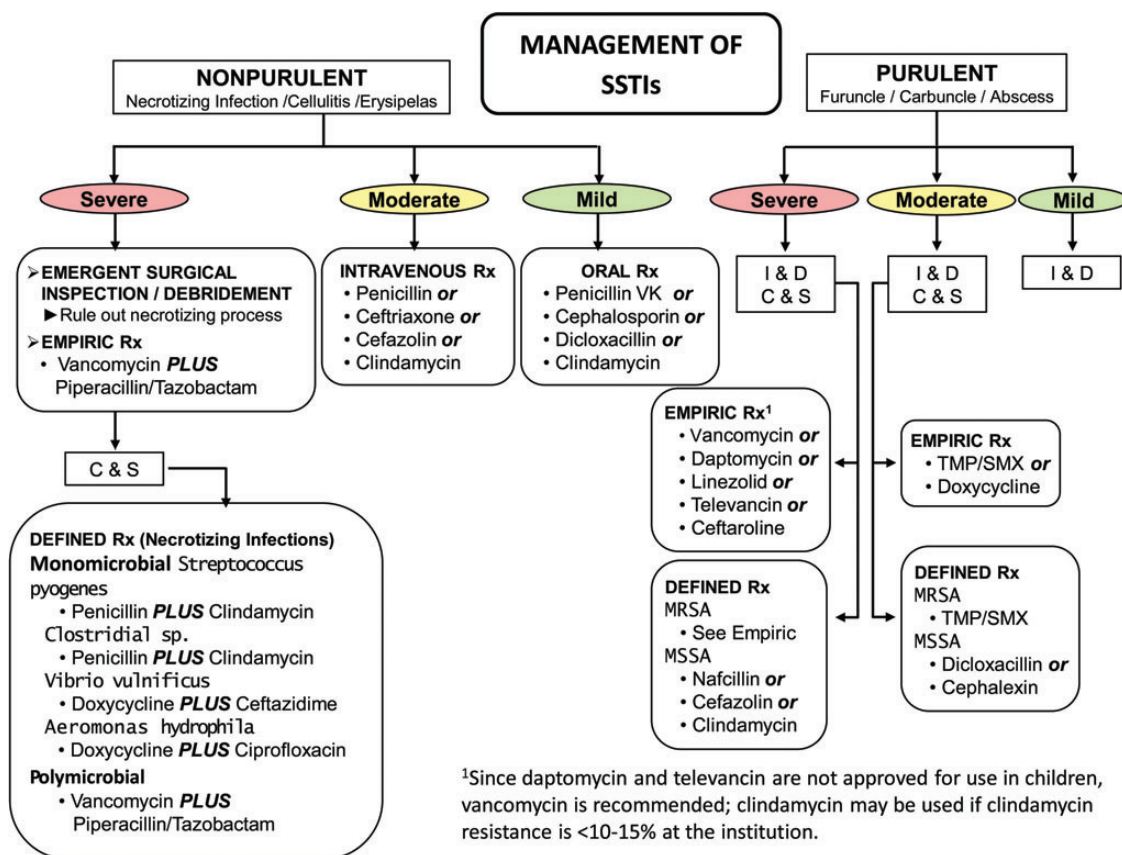 MANAGEMENT OF
SSTIs
NONPURULENT
Necrotizing Infection /Cellulitis /Erysipelas
Severe
➢EMERGENT SURGICAL
INSPECTION / DEBRIDEMENT
►Rule out necrotizing process
➢EMPIRIC Rx
• Vancomycin PLUS
Piperacillin/Tazobactam
C & S
DEFINED Rx (Necrotizing Infections)
Monomicrobial Streptococcus
pyogenes
• Penicillin PLUS Clindamycin
Clostridial sp.
• Penicillin PLUS Clindamycin
Vibrio vulnificus
• Doxycycline PLUS Ceftazidime
Aeromonas hydrophila
• Doxycycline PLUS Ciprofloxacin
Polymicrobial
• Vancomycin PLUS
Piperacillin/Tazobactam
Moderate
INTRAVENOUS Rx
• Penicillin or
• Ceftriaxone or
• Cefazolin or
• Clindamycin
Mild
ORAL Rx
• Penicillin VK or
• Cephalosporin or
• Dicloxacillin or
• Clindamycin
PURULENT
Furuncle / Carbuncle / Abscess
Severe
I & D
C & S
EMPIRIC Rx¹
• Vancomycin or
• Daptomycin or
• Linezolid or
• Televancin or
• Ceftaroline
DEFINED Rx
MRSA
• See Empiric
MSSA
• Nafcillin or
• Cefazolin or
• Clindamycin
Moderate
I & D
C & S
EMPIRIC Rx
• TMP/SMX or
• Doxycycline
DEFINED Rx
MRSA
• TMP/SMX
MSSA
• Dicloxacillin or
• Cephalexin
Mild
I & D
¹Since daptomycin and televancin are not approved for use in children,
vancomycin is recommended; clindamycin may be used if clindamycin
resistance is <10-15% at the institution.